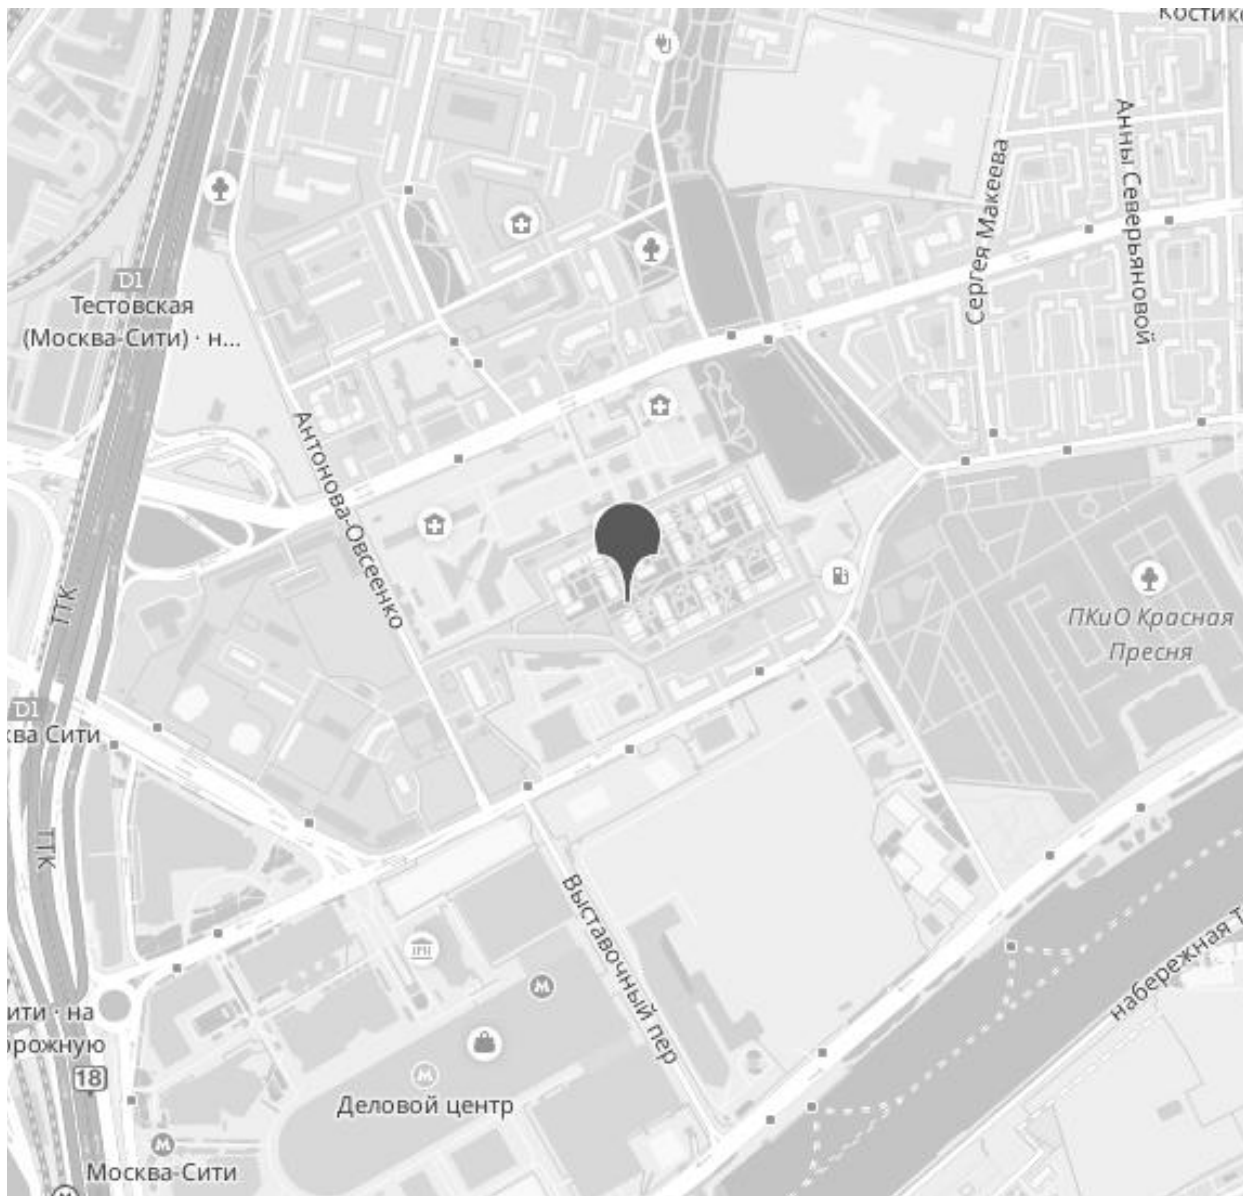 Костик
Анны Северьяновой
Сергея Макеева
D1
Тестовская
(Москва-Сити) · н...
Антонова-Овсеенко
ТТК
ПКиО Красная
Пресня
D1
ква Сити
ТТК
Выставочный пер
набережная Т
ити · на
орожную
18
М
М
Деловой центр
М
Москва-Сити